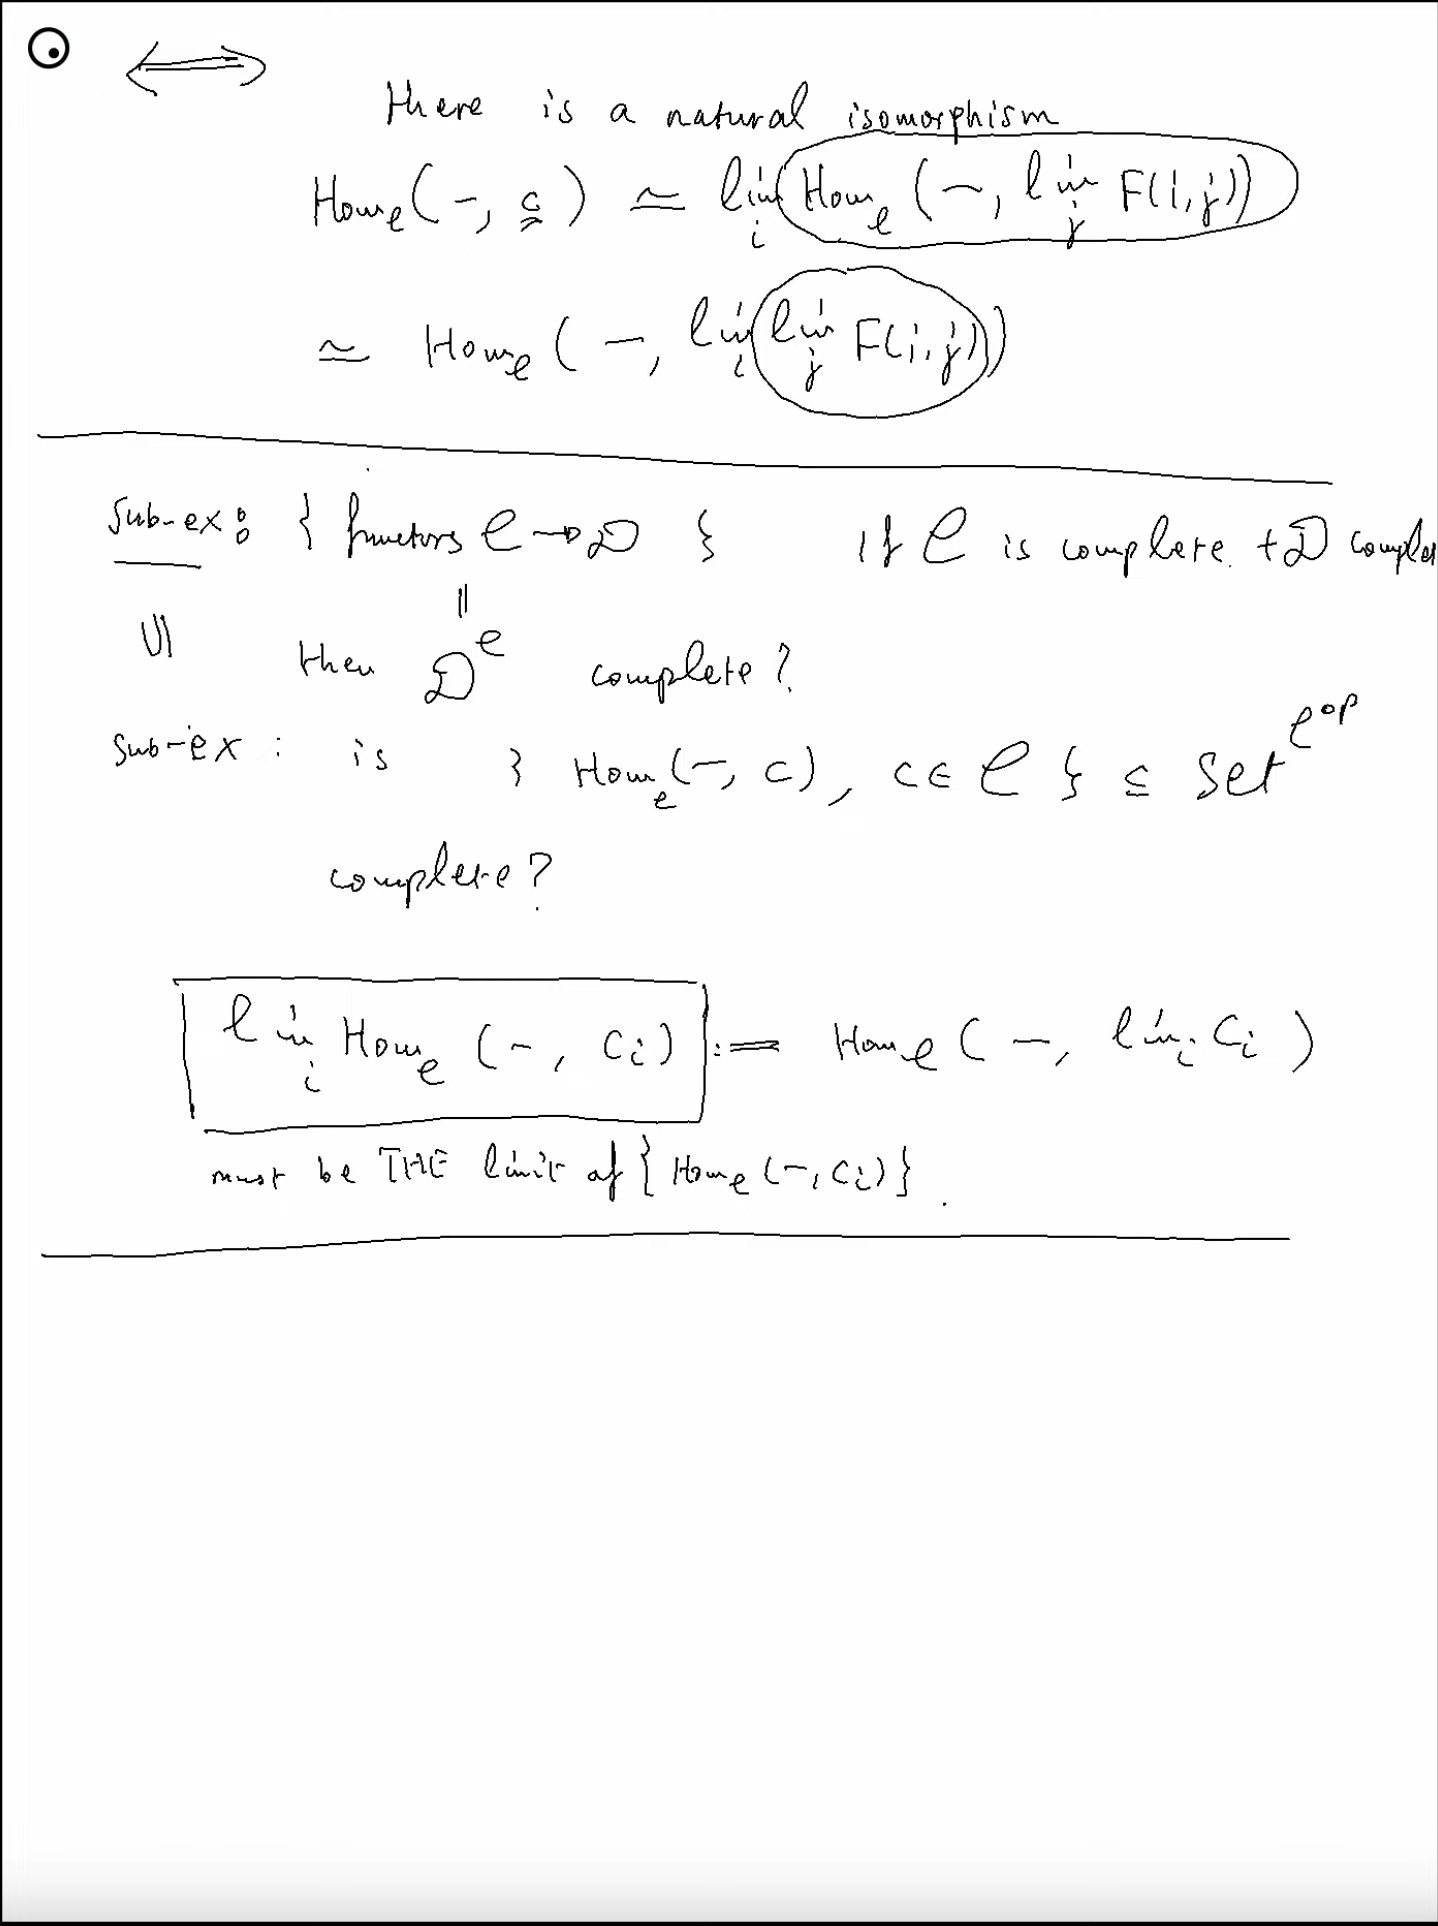 ⟺
there is a natural isomorphism
Hom_C(-, c) ≃ lim_i Hom_C(-, lim_j F(i,j))
≃ Hom_C(-, lim_i lim_j F(i,j))
Sub-ex: { functors C → D } if C is complete + D complet
||
then D^C complete?
Sub-ex: is { Hom_C(-, c), c ∈ C } ⊆ Set^{C^op}
complete?
lim_i Hom_C(-, C_i) := Hom_C(-, lim_i C_i)
must be THE limit of { Hom_C(-, C_i) }.